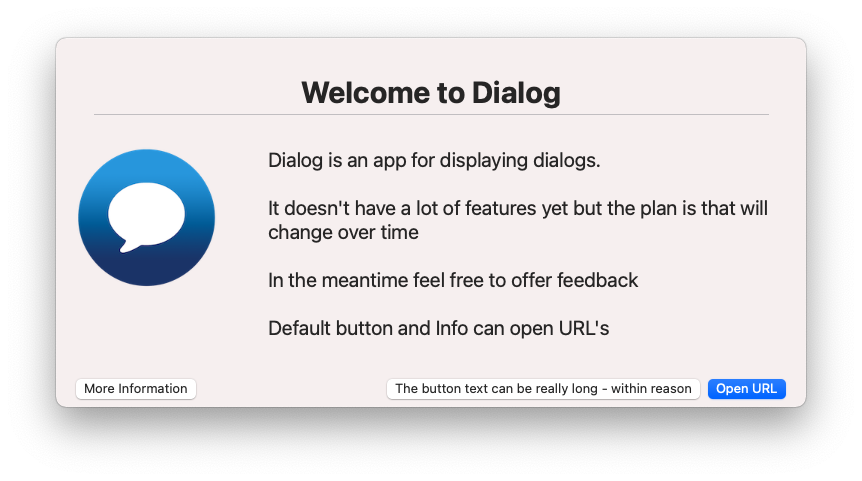 Welcome to Dialog
Dialog is an app for displaying dialogs.
It doesn't have a lot of features yet but the plan is that will
change over time
In the meantime feel free to offer feedback
Default button and Info can open URL's
More Information
The button text can be really long - within reason
Open URL